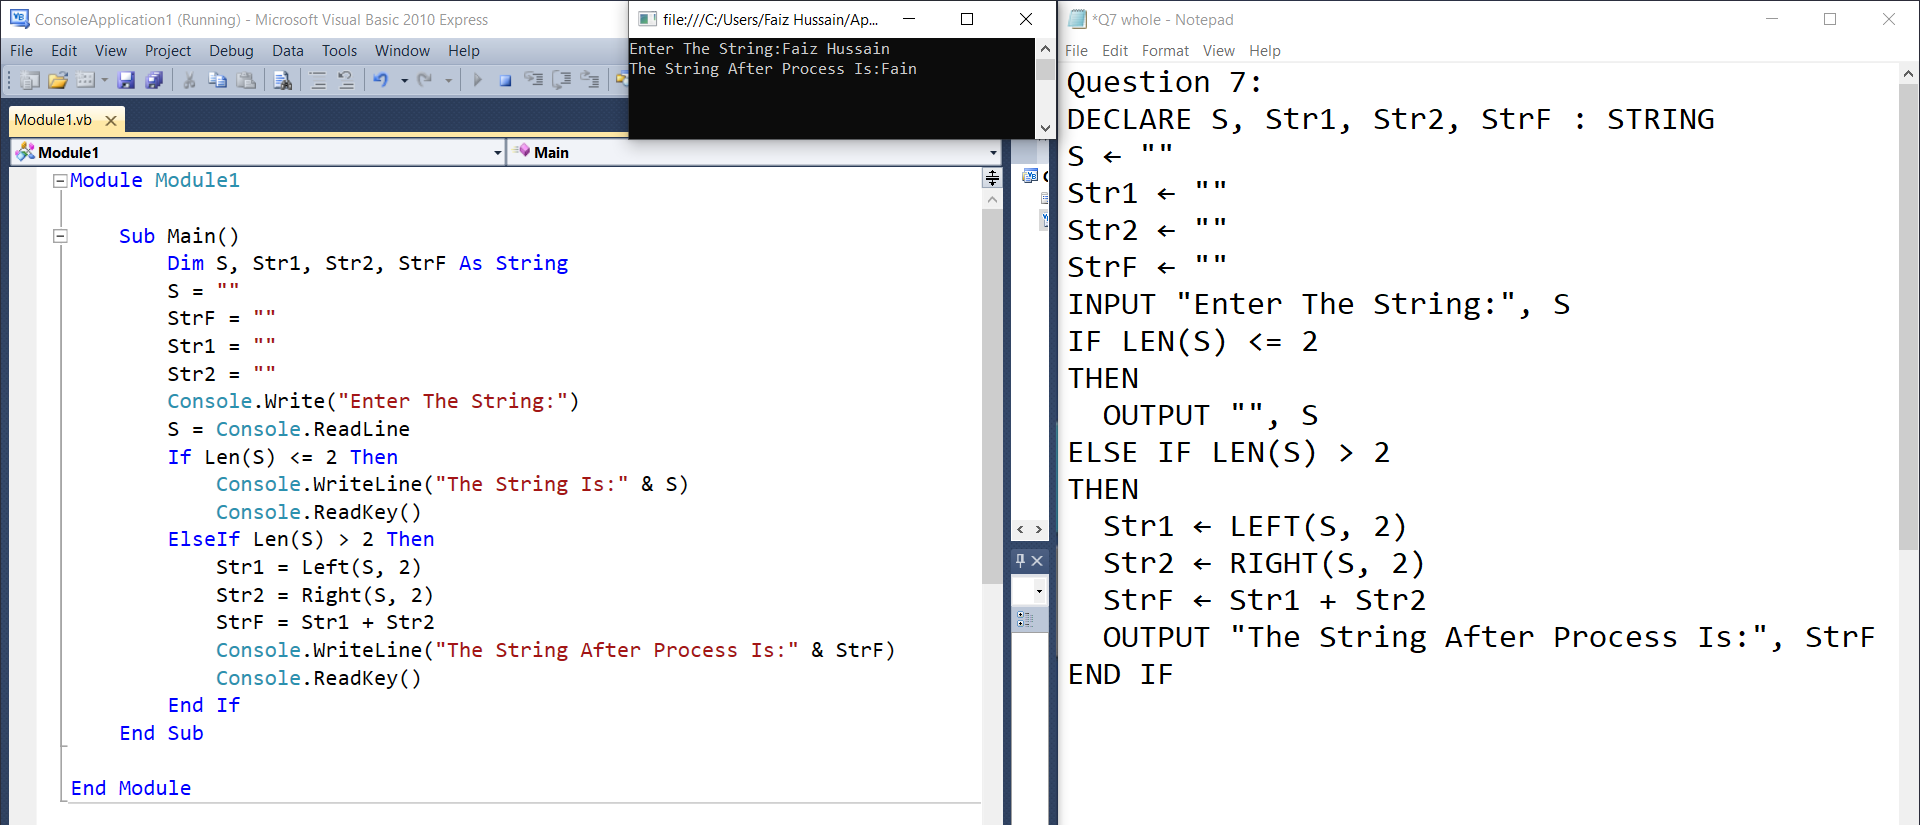 ConsoleApplication1 (Running) - Microsoft Visual Basic 2010 Express
File Edit View Project Debug Data Tools Window Help
Module1.vb
Module1
Main
Module Module1
Sub Main()
Dim S, Str1, Str2, StrF As String
S = ""
StrF = ""
Str1 = ""
Str2 = ""
Console.Write("Enter The String:")
S = Console.ReadLine
If Len(S) <= 2 Then
Console.WriteLine("The String Is:" & S)
Console.ReadKey()
ElseIf Len(S) > 2 Then
Str1 = Left(S, 2)
Str2 = Right(S, 2)
StrF = Str1 + Str2
Console.WriteLine("The String After Process Is:" & StrF)
Console.ReadKey()
End If
End Sub
End Module
file:///C:/Users/Faiz Hussain/Ap...
Enter The String:Faiz Hussain
The String After Process Is:Fain
*Q7 whole - Notepad
File Edit Format View Help
Question 7:
DECLARE S, Str1, Str2, StrF : STRING
S ← ""
Str1 ← ""
Str2 ← ""
StrF ← ""
INPUT "Enter The String:", S
IF LEN(S) <= 2
THEN
OUTPUT "", S
ELSE IF LEN(S) > 2
THEN
Str1 ← LEFT(S, 2)
Str2 ← RIGHT(S, 2)
StrF ← Str1 + Str2
OUTPUT "The String After Process Is:", StrF
END IF